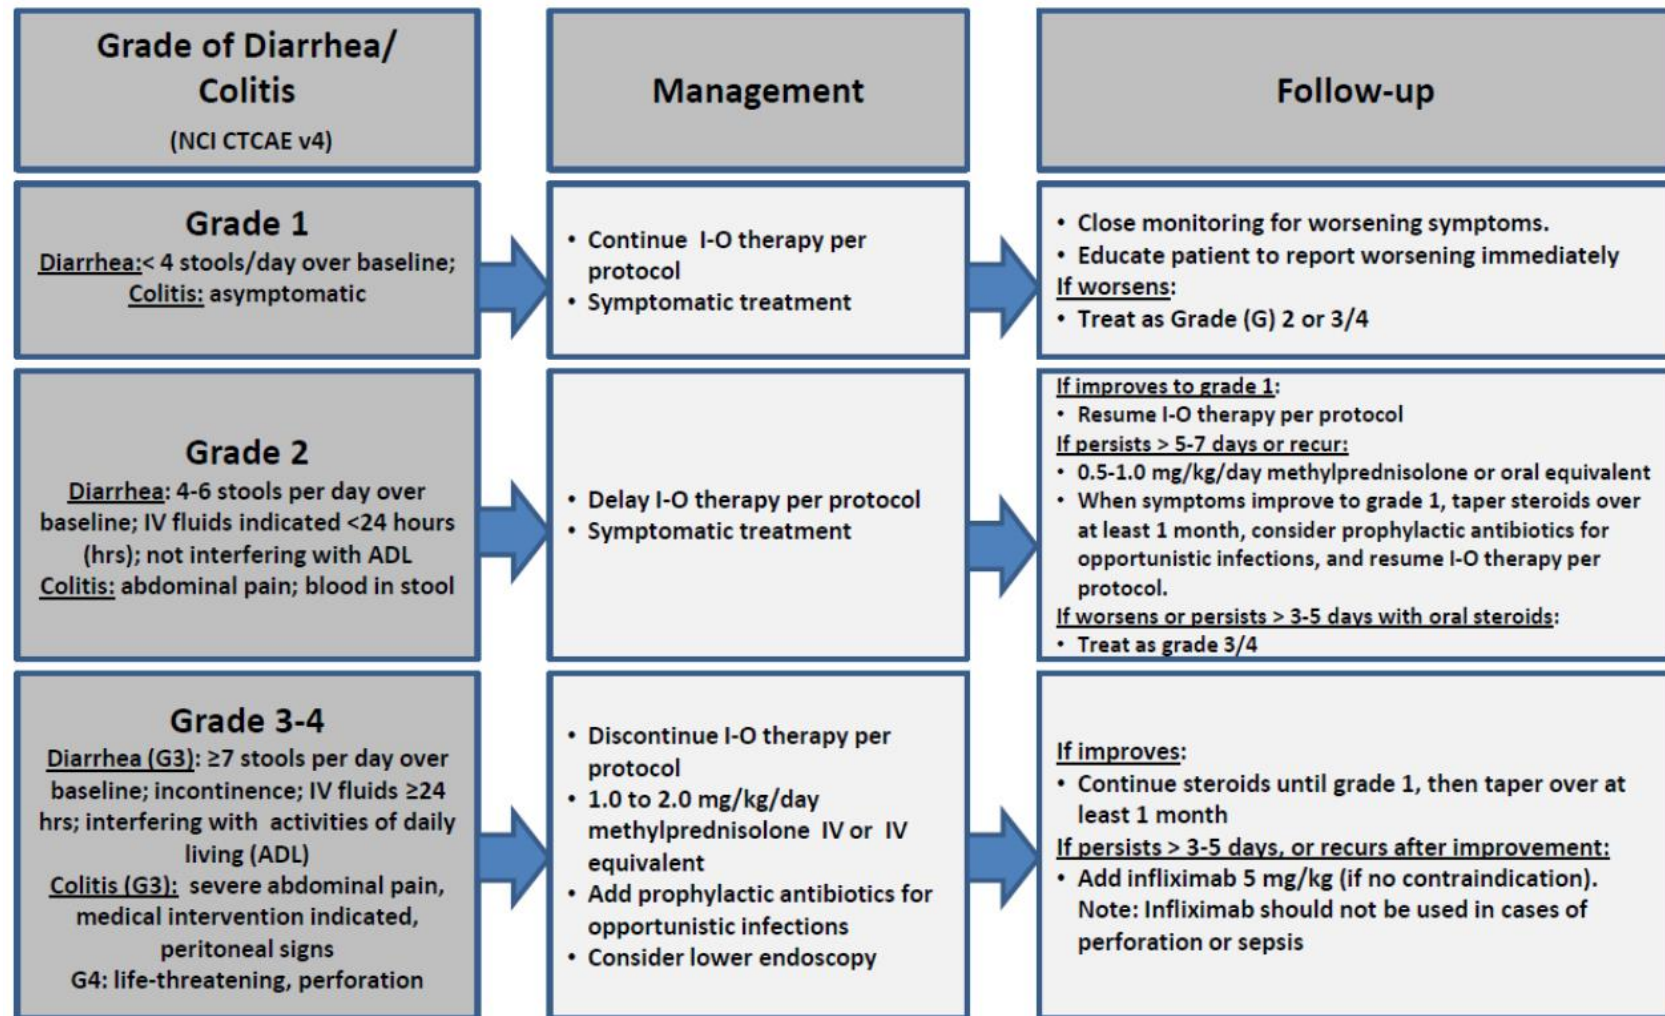 Grade of Diarrhea/
Colitis
(NCI CTCAE v4)
Management
Follow-up
Grade 1
Diarrhea:< 4 stools/day over baseline;
Colitis: asymptomatic
• Continue I-O therapy per
protocol
• Symptomatic treatment
• Close monitoring for worsening symptoms.
• Educate patient to report worsening immediately
If worsens:
• Treat as Grade (G) 2 or 3/4
Grade 2
Diarrhea: 4-6 stools per day over
baseline; IV fluids indicated <24 hours
(hrs); not interfering with ADL
Colitis: abdominal pain; blood in stool
• Delay I-O therapy per protocol
• Symptomatic treatment
If improves to grade 1:
• Resume I-O therapy per protocol
If persists > 5-7 days or recur:
• 0.5-1.0 mg/kg/day methylprednisolone or oral equivalent
• When symptoms improve to grade 1, taper steroids over
at least 1 month, consider prophylactic antibiotics for
opportunistic infections, and resume I-O therapy per
protocol.
If worsens or persists > 3-5 days with oral steroids:
• Treat as grade 3/4
Grade 3-4
Diarrhea (G3): ≥7 stools per day over
baseline; incontinence; IV fluids ≥24
hrs; interfering with activities of daily
living (ADL)
Colitis (G3): severe abdominal pain,
medical intervention indicated,
peritoneal signs
G4: life-threatening, perforation
• Discontinue I-O therapy per
protocol
• 1.0 to 2.0 mg/kg/day
methylprednisolone IV or IV
equivalent
• Add prophylactic antibiotics for
opportunistic infections
• Consider lower endoscopy
If improves:
• Continue steroids until grade 1, then taper over at
least 1 month
If persists > 3-5 days, or recurs after improvement:
• Add infliximab 5 mg/kg (if no contraindication).
Note: Infliximab should not be used in cases of
perforation or sepsis